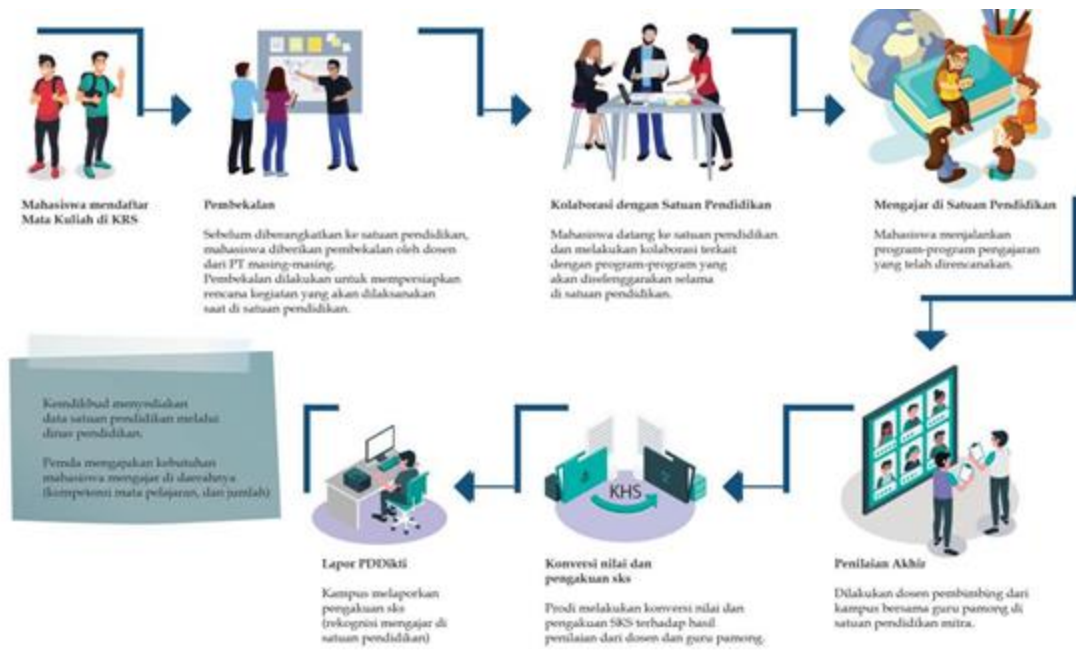 Mahasiswa mendaftar
Mata Kuliah di KRS
Pembekalan
Sebelum diberangkatkan ke satuan pendidikan,
mahasiswa diberikan pembekalan oleh dosen
dari PT masing-masing.
Pembekalan dilakukan untuk mempersiapkan
rencana kegiatan yang akan dilaksanakan
saat di satuan pendidikan.
Kolaborasi dengan Satuan Pendidikan
Mahasiswa datang ke satuan pendidikan
dan melakukan kolaborasi terkait
dengan program-program yang
akan diselenggarakan selama
di satuan pendidikan.
Mengajar di Satuan Pendidikan
Mahasiswa menjalankan
program-program pengajaran
yang telah direncanakan.
Kemdikbud menyediakan
data satuan pendidikan melalui
dinas pendidikan.
Pemda mengapakan kebutuhan
mahasiswa mengajar di daerahnya
(kompetensi mata pelajaran, dan jumlah)
Lapor PDDikti
Kampus melaporkan
pengakuan sks
(rekognisi mengajar di
satuan pendidikan)
KHS
Konversi nilai dan
pengakuan sks
Prodi melakukan konversi nilai dan
pengakuan SKS terhadap hasil
penilaian dari dosen dan guru pamong.
Penilaian Akhir
Dilakukan dosen pembimbing dari
kampus bersama guru pamong di
satuan pendidikan mitra.